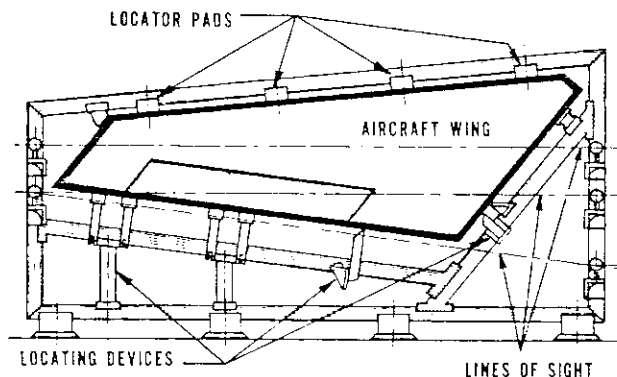 LOCATOR PADS
AIRCRAFT WING
LOCATING DEVICES
LINES OF SIGHT